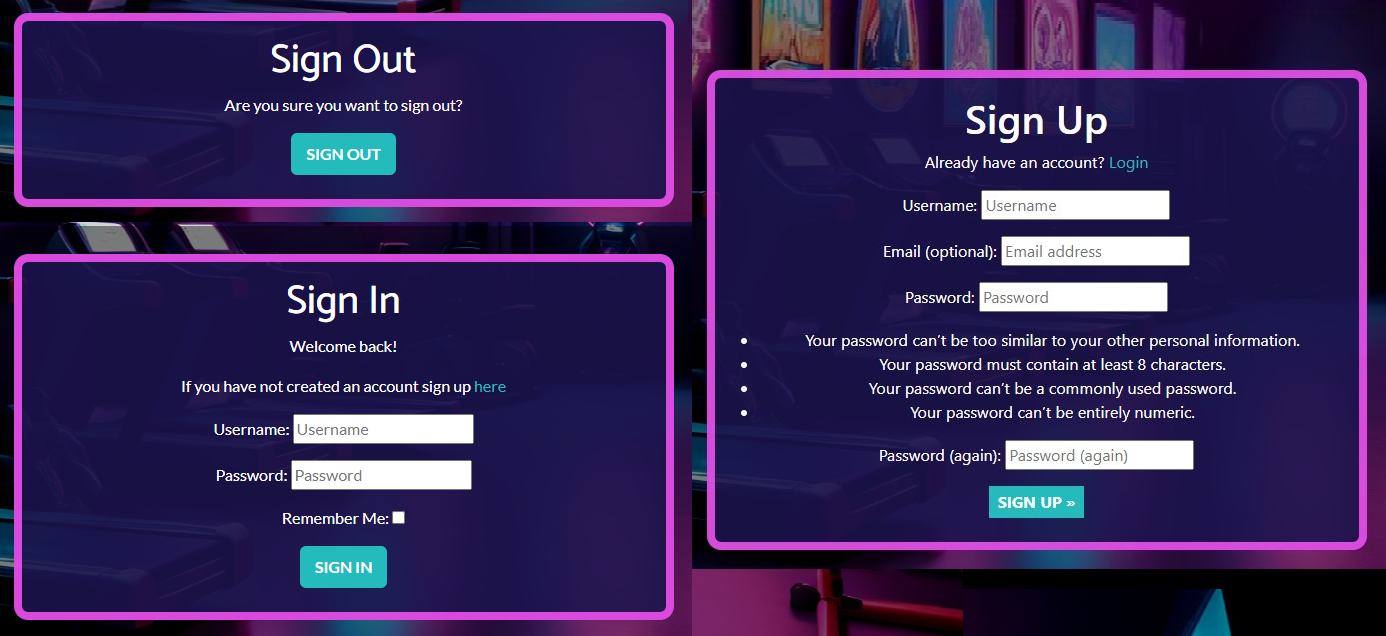 Sign Out
Are you sure you want to sign out?
SIGN OUT
Sign In
Welcome back!
If you have not created an account sign up here
Username: Username
Password: Password
Remember Me:
SIGN IN
Sign Up
Already have an account? Login
Username: Username
Email (optional): Email address
Password: Password
• Your password can't be too similar to your other personal information.
• Your password must contain at least 8 characters.
• Your password can't be a commonly used password.
• Your password can't be entirely numeric.
Password (again): Password (again)
SIGN UP »